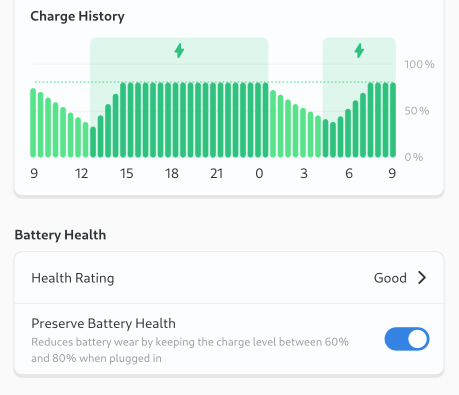 Charge History
100 %
50 %
0 %
9 12 15 18 21 0 3 6 9
Battery Health
Health Rating Good
Preserve Battery Health
Reduces battery wear by keeping the charge level between 60%
and 80% when plugged in